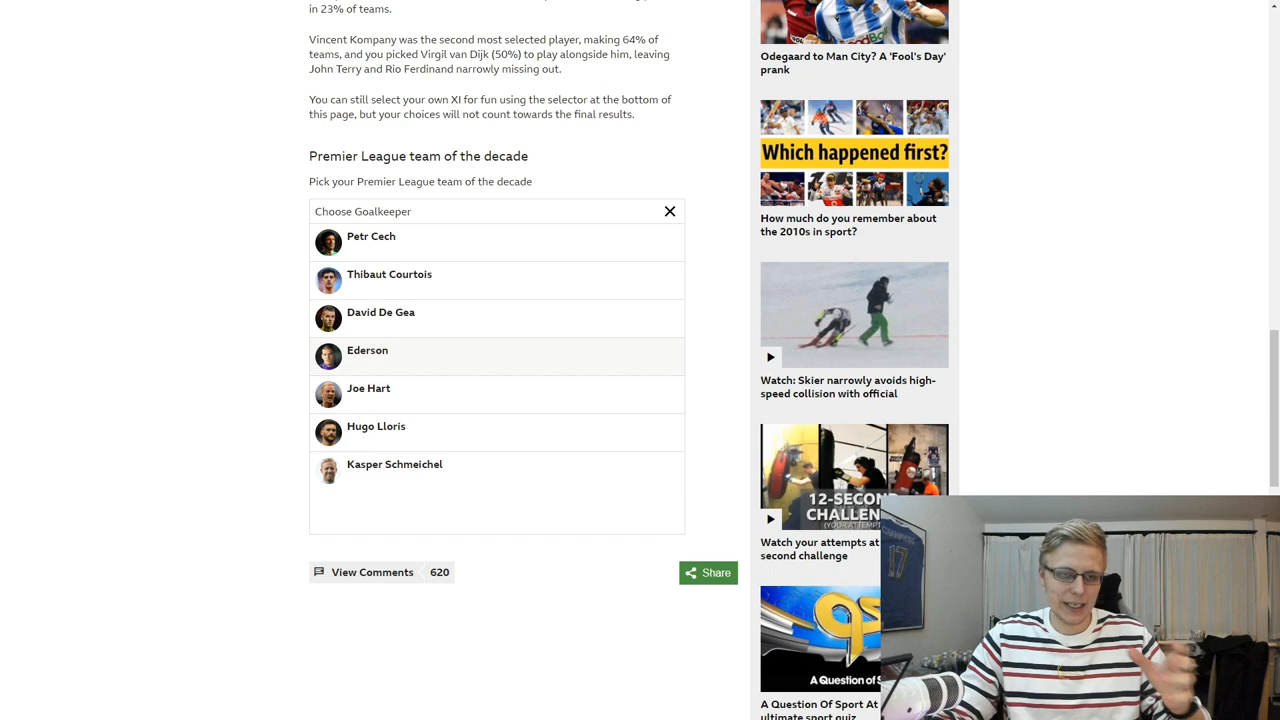 in 23% of teams.
Vincent Kompany was the second most selected player, making 64% of
teams, and you picked Virgil van Dijk (50%) to play alongside him, leaving
John Terry and Rio Ferdinand narrowly missing out.
You can still select your own XI for fun using the selector at the bottom of
this page, but your choices will not count towards the final results.
Premier League team of the decade
Pick your Premier League team of the decade
Choose Goalkeeper
Petr Cech
Thibaut Courtois
David De Gea
Ederson
Joe Hart
Hugo Lloris
Kasper Schmeichel
View Comments 620
Share
Odegaard to Man City? A 'Fool's Day'
prank
Which happened first?
How much do you remember about
the 2010s in sport?
Watch: Skier narrowly avoids high-
speed collision with official
12-SECON
CHALLEN
(YOUR ATTEMPT
Watch your attempts at
second challenge
A Question of S
A Question Of Sport At
ultimate sport quiz
17